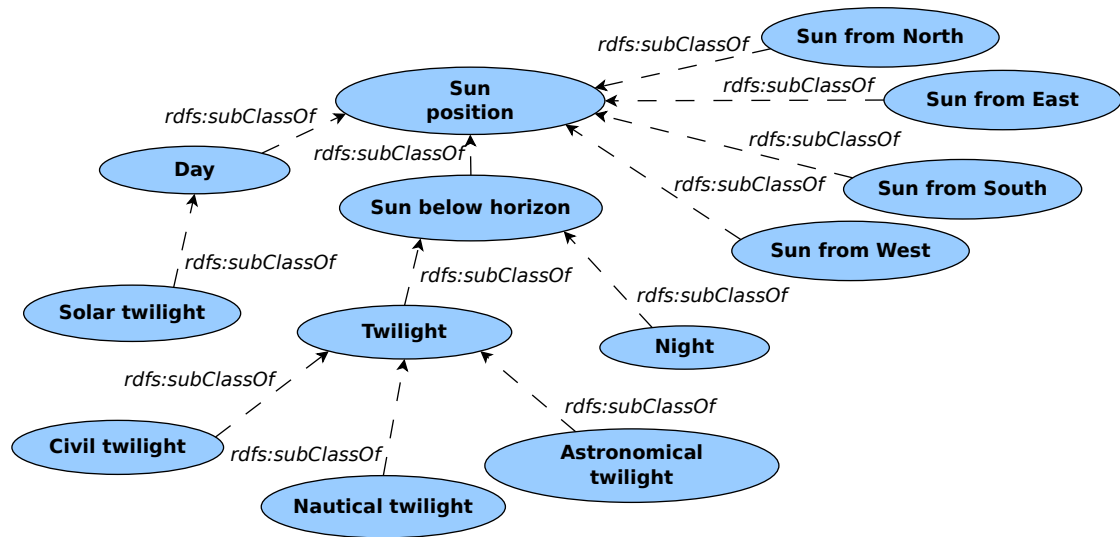 Sun from North
rdfs:subClassOf
Sun
position
rdfs:subClassOf
Sun from East
rdfs:subClassOf
rdfs:subClassOf
rdfs:subClassOf
Day
rdfs:subClassOf
Sun from South
Sun below horizon
Sun from West
rdfs:subClassOf
rdfs:subClassOf
rdfs:subClassOf
Solar twilight
Twilight
Night
rdfs:subClassOf
rdfs:subClassOf
Civil twilight
rdfs:subClassOf
Astronomical
twilight
Nautical twilight